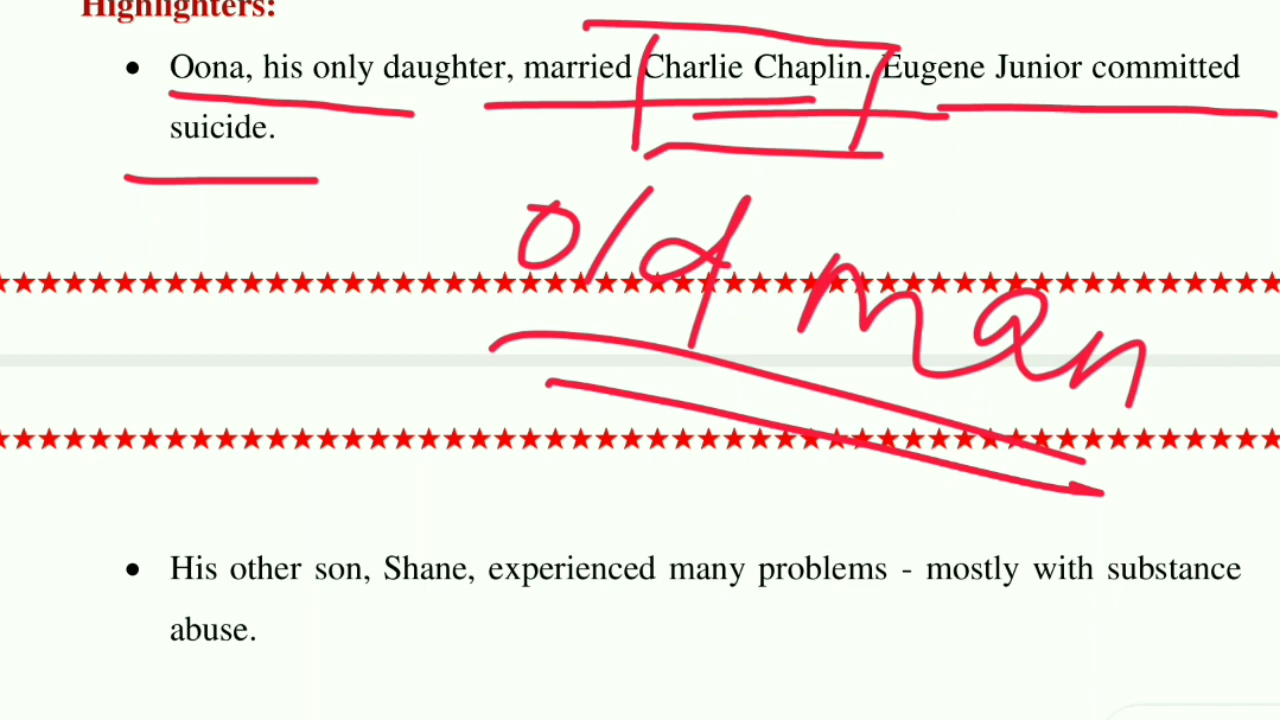 Highlighters:
• Oona, his only daughter, married Charlie Chaplin. Eugene Junior committed
suicide.
old man
• His other son, Shane, experienced many problems - mostly with substance
abuse.